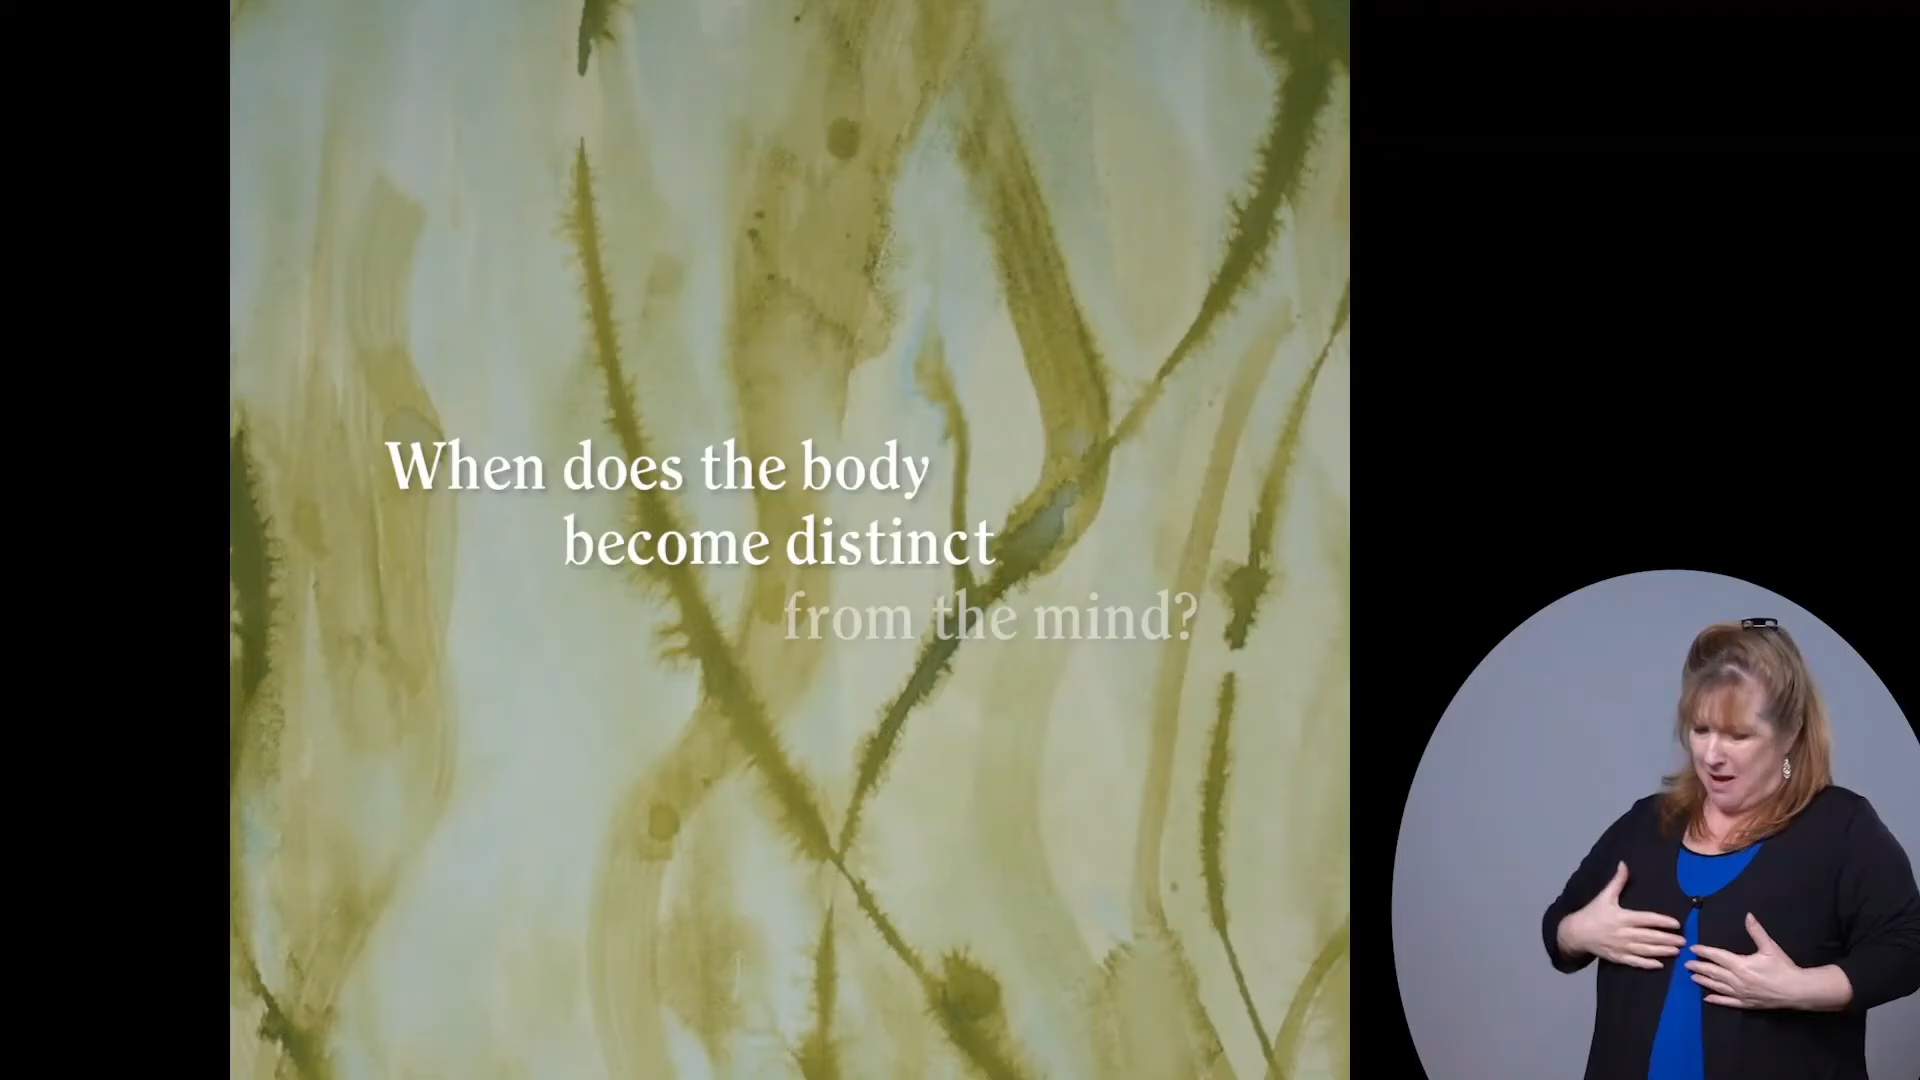 When does the body
become distinct
from the mind?